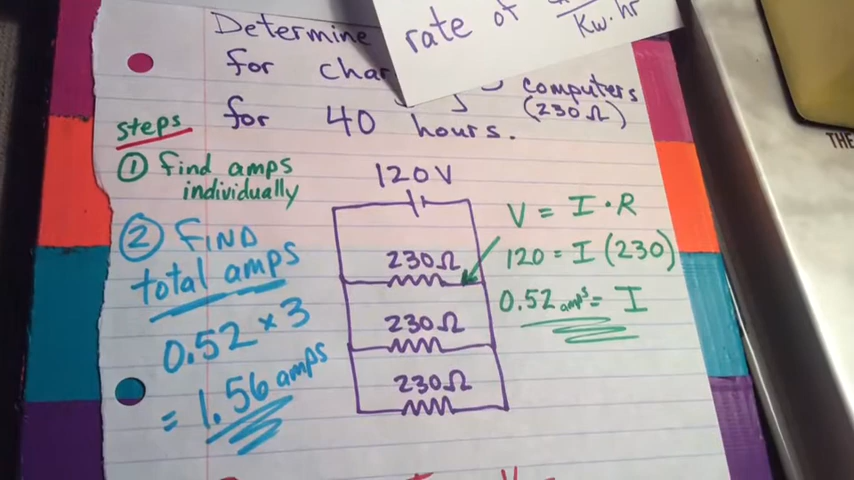 Determine
rate of
Kw·hr
for char
computers
for 40 hours.
(230Ω)
steps
① find amps
individually
② FIND
total amps
0.52 × 3
= 1.56 amps
120V
230Ω
230Ω
230Ω
V = I · R
120 = I (230)
0.52 amps = I
THE